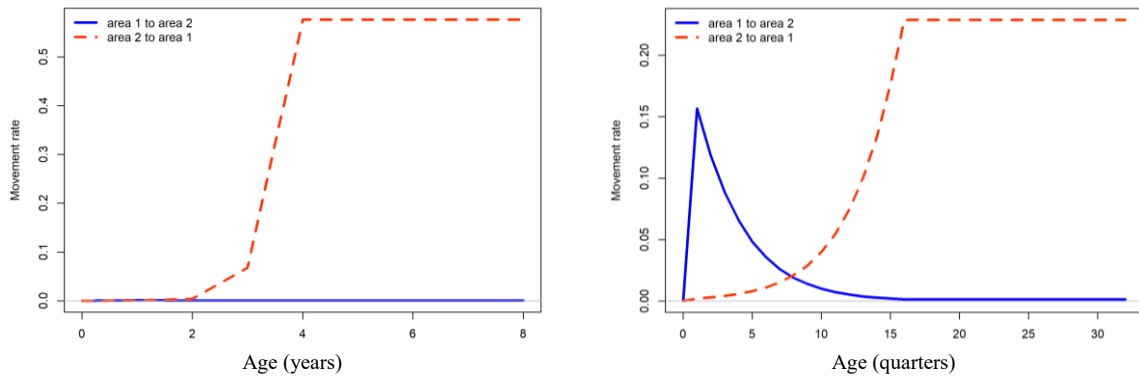 area 1 to area 2
area 2 to area 1
Movement rate
0.0
0.1
0.2
0.3
0.4
0.5
0
2
4
6
8
Age (years)
area 1 to area 2
area 2 to area 1
Movement rate
0.00
0.05
0.10
0.15
0.20
0
5
10
15
20
25
30
Age (quarters)